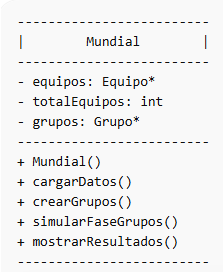 ------------------------
|        Mundial        |
------------------------
- equipos: Equipo*
- totalEquipos: int
- grupos: Grupo*
------------------------
+ Mundial()
+ cargarDatos()
+ crearGrupos()
+ simularFaseGrupos()
+ mostrarResultados()
------------------------